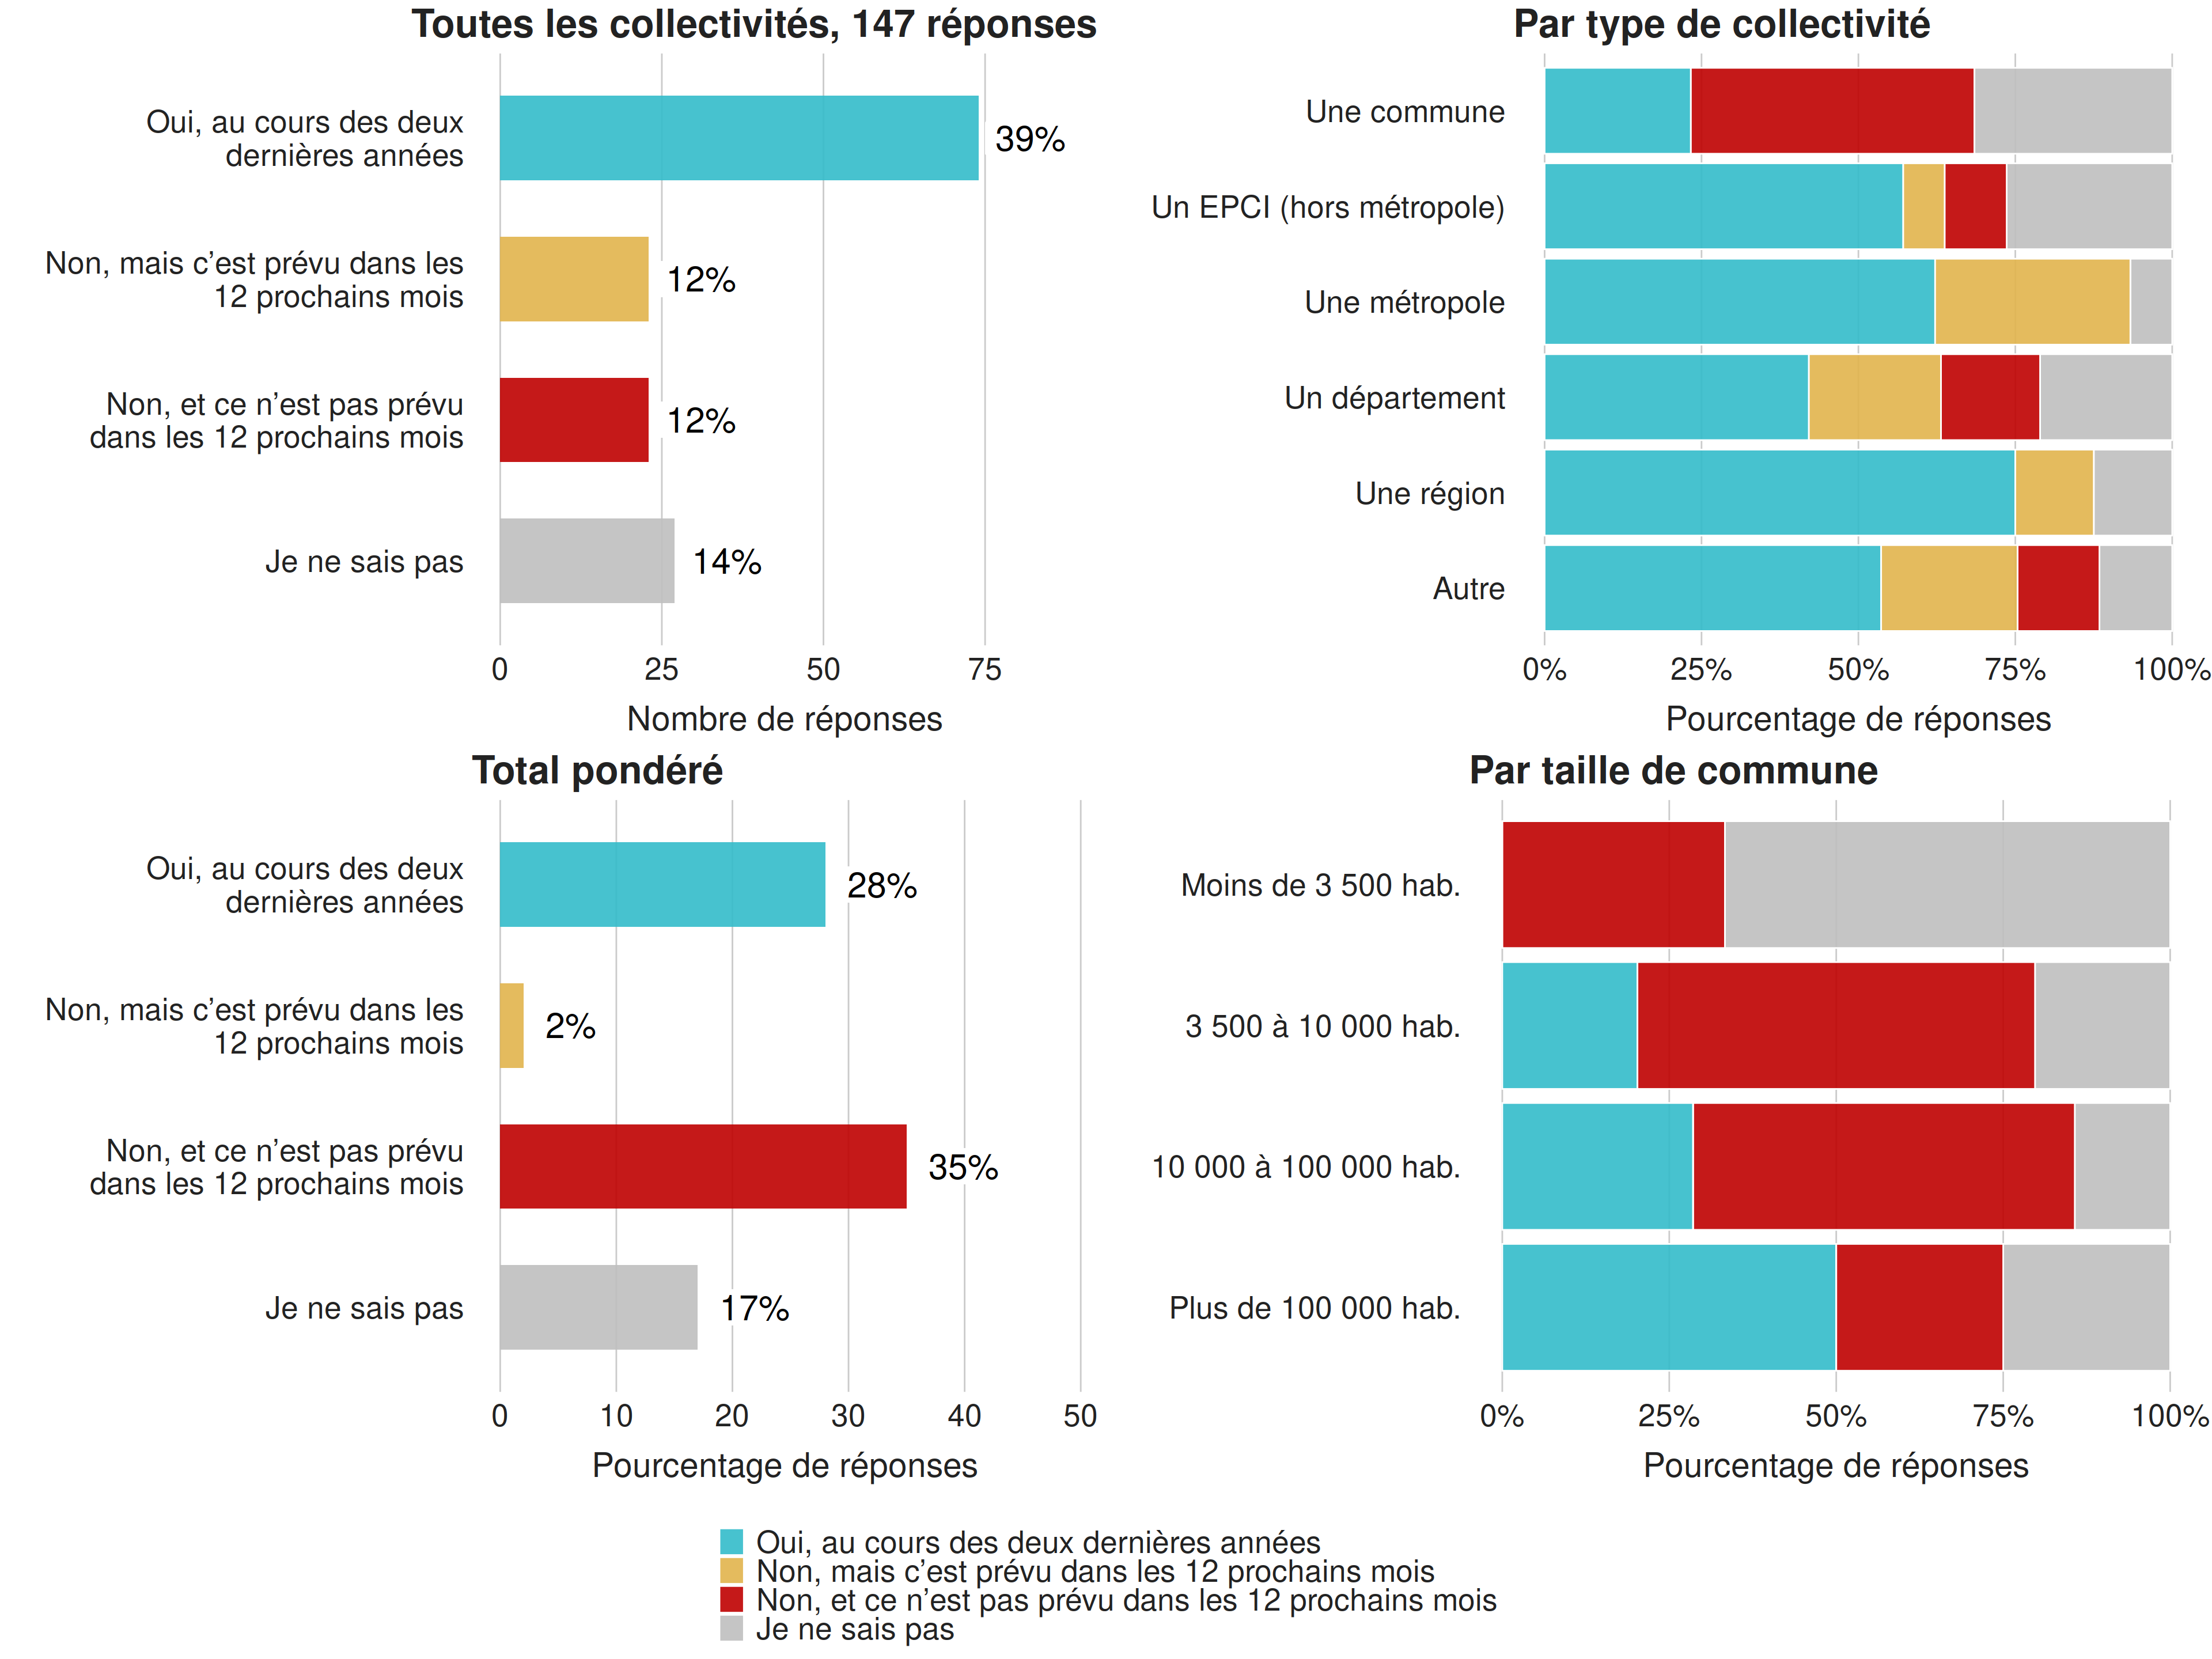 Toutes les collectivités, 147 réponses
Oui, au cours des deux
dernières années
39%
Non, mais c’est prévu dans les
12 prochains mois
12%
Non, et ce n’est pas prévu
dans les 12 prochains mois
12%
Je ne sais pas
14%
0 25 50 75
Nombre de réponses
Par type de collectivité
Une commune
Un EPCI (hors métropole)
Une métropole
Un département
Une région
Autre
0% 25% 50% 75% 100%
Pourcentage de réponses
Total pondéré
Oui, au cours des deux
dernières années
28%
Non, mais c’est prévu dans les
12 prochains mois
2%
Non, et ce n’est pas prévu
dans les 12 prochains mois
35%
Je ne sais pas
17%
0 10 20 30 40 50
Pourcentage de réponses
Par taille de commune
Moins de 3 500 hab.
3 500 à 10 000 hab.
10 000 à 100 000 hab.
Plus de 100 000 hab.
0% 25% 50% 75% 100%
Pourcentage de réponses
Oui, au cours des deux dernières années
Non, mais c’est prévu dans les 12 prochains mois
Non, et ce n’est pas prévu dans les 12 prochains mois
Je ne sais pas